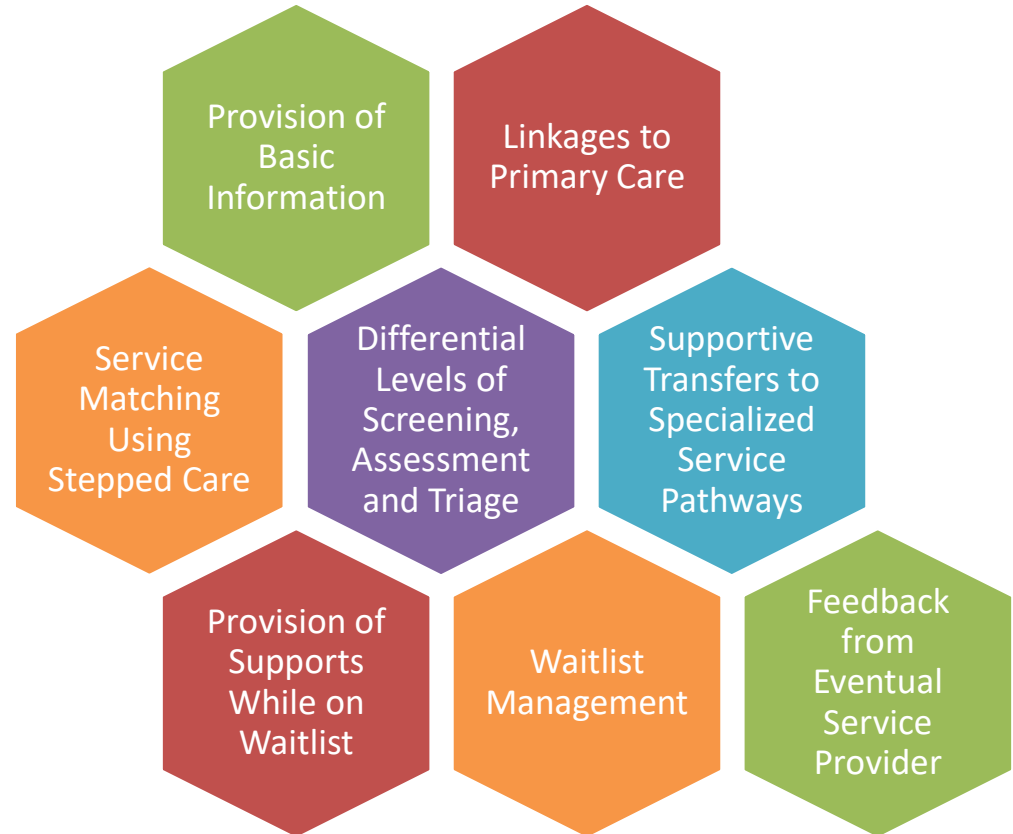 Provision of
Basic
Information
Linkages to
Primary Care
Service
Matching
Using
Stepped Care
Differential
Levels of
Screening,
Assessment
and Triage
Supportive
Transfers to
Specialized
Service
Pathways
Provision of
Supports
While on
Waitlist
Waitlist
Management
Feedback
from
Eventual
Service
Provider